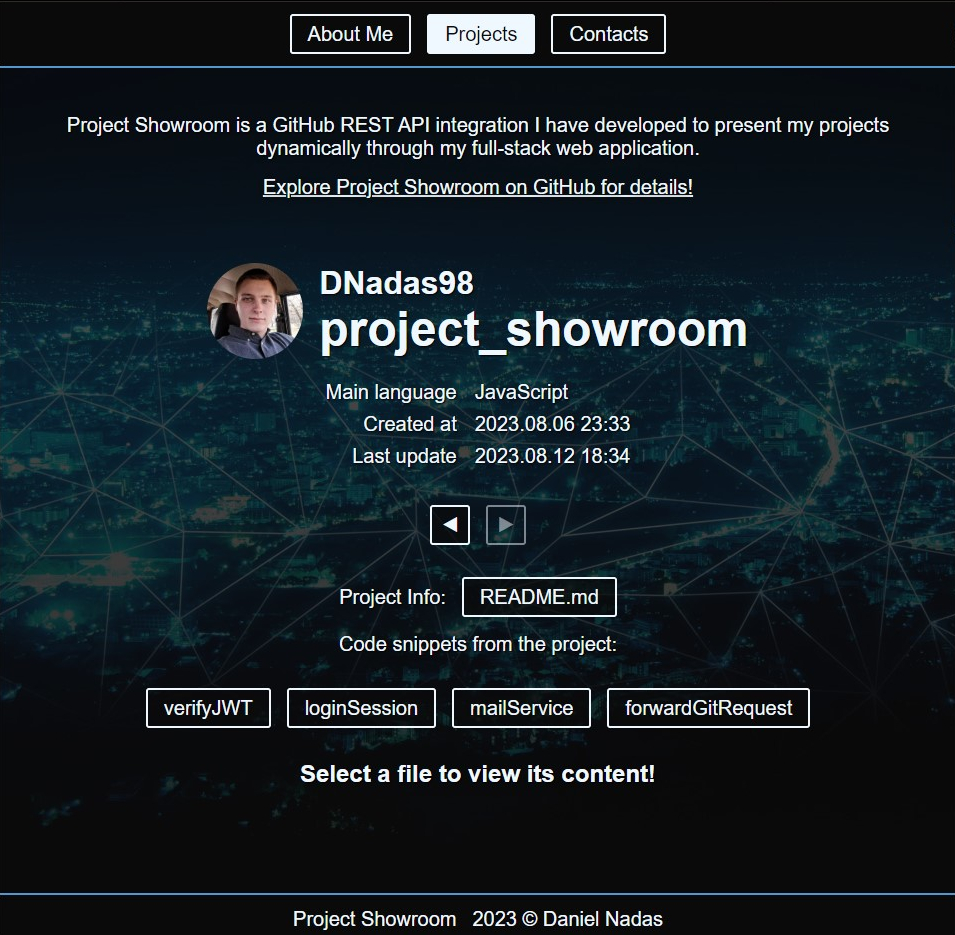 About Me Projects Contacts
Project Showroom is a GitHub REST API integration I have developed to present my projects
dynamically through my full-stack web application.
Explore Project Showroom on GitHub for details!
DNadas98
project_showroom
Main language JavaScript
Created at 2023.08.06 23:33
Last update 2023.08.12 18:34
◀ ▶
Project Info: README.md
Code snippets from the project:
verifyJWT loginSession mailService forwardGitRequest
Select a file to view its content!
Project Showroom 2023 © Daniel Nadas